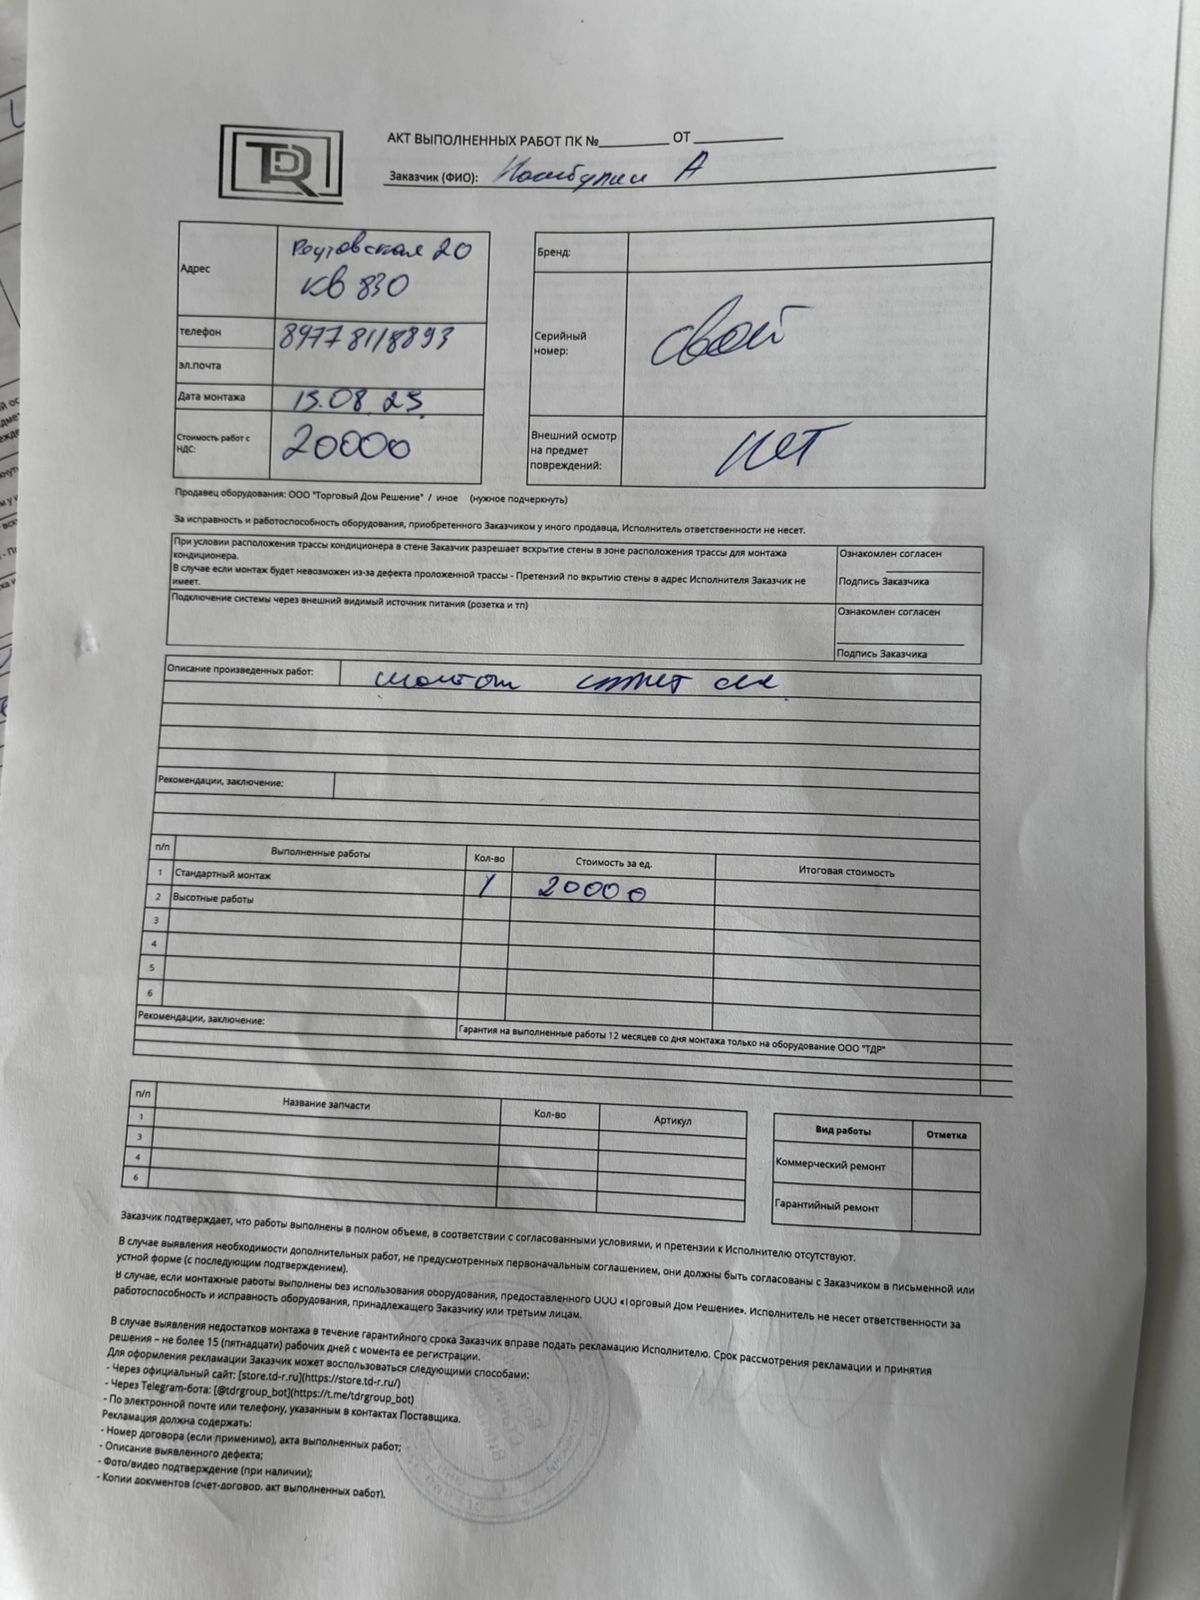 TDR
АКТ ВЫПОЛНЕННЫХ РАБОТ ПК №_________ ОТ ____________
Заказчик (ФИО): А
Адрес
Реутовская 20
кв 830
телефон 89778118893
эл.почта
Дата монтажа 15.08.25.
Стоимость работ с НДС: 20000
Бренд:
Серийный номер: свой
Внешний осмотр на предмет повреждений: нет
Продавец оборудования: ООО "Торговый Дом Решение" / иное (нужное подчеркнуть)
За исправность и работоспособность оборудования, приобретенного Заказчиком у иного продавца, Исполнитель ответственности не несет.
При условии расположения трассы кондиционера в стене Заказчик разрешает вскрытие стены в зоне расположения трассы для монтажа
кондиционера.
В случае если монтаж будет невозможен из-за дефекта проложенной трассы - Претензий по вкрытию стены в адрес Исполнителя Заказчик не
имеет.
Ознакомлен согласен
Подпись Заказчика
Подключение системы через внешний видимый источник питания (розетка и тп)
Ознакомлен согласен
Подпись Заказчика
Описание произведенных работ: монтаж
Рекомендации, заключение:
п/п Выполненные работы Кол-во Стоимость за ед. Итоговая стоимость
1 Стандартный монтаж 1 20000
2 Высотные работы
3
4
5
6
Рекомендации, заключение:
Гарантия на выполненные работы 12 месяцев со дня монтажа только на оборудование ООО "ТДР"
п/п Название запчасти Кол-во Артикул
1
3
4
6
Вид работы Отметка
Коммерческий ремонт
Гарантийный ремонт
Заказчик подтверждает, что работы выполнены в полном объеме, в соответствии с согласованными условиями, и претензии к Исполнителю отсутствуют.
В случае выявления необходимости дополнительных работ, не предусмотренных первоначальным соглашением, они должны быть согласованы с Заказчиком в письменной или
устной форме (с последующим подтверждением).
В случае, если монтажные работы выполнены без использования оборудования, предоставленного ООО «Торговый Дом Решение», Исполнитель не несет ответственности за
работоспособность и исправность оборудования, принадлежащего Заказчику или третьим лицам.
В случае выявления недостатков монтажа в течение гарантийного срока Заказчик вправе подать рекламацию Исполнителю. Срок рассмотрения рекламации и принятия
решения – не более 15 (пятнадцати) рабочих дней с момента ее регистрации.
Для оформления рекламации Заказчик может воспользоваться следующими способами:
- Через официальный сайт: [store.td-r.ru](https://store.td-r.ru/)
- Через Telegram-бота: [@tdrgroup_bot](https://t.me/tdrgroup_bot)
- По электронной почте или телефону, указанным в контактах Поставщика.
Рекламация должна содержать:
- Номер договора (если применимо), акта выполненных работ;
- Описание выявленного дефекта;
- Фото/видео подтверждение (при наличии);
- Копии документов (счет-договор, акт выполненных работ).